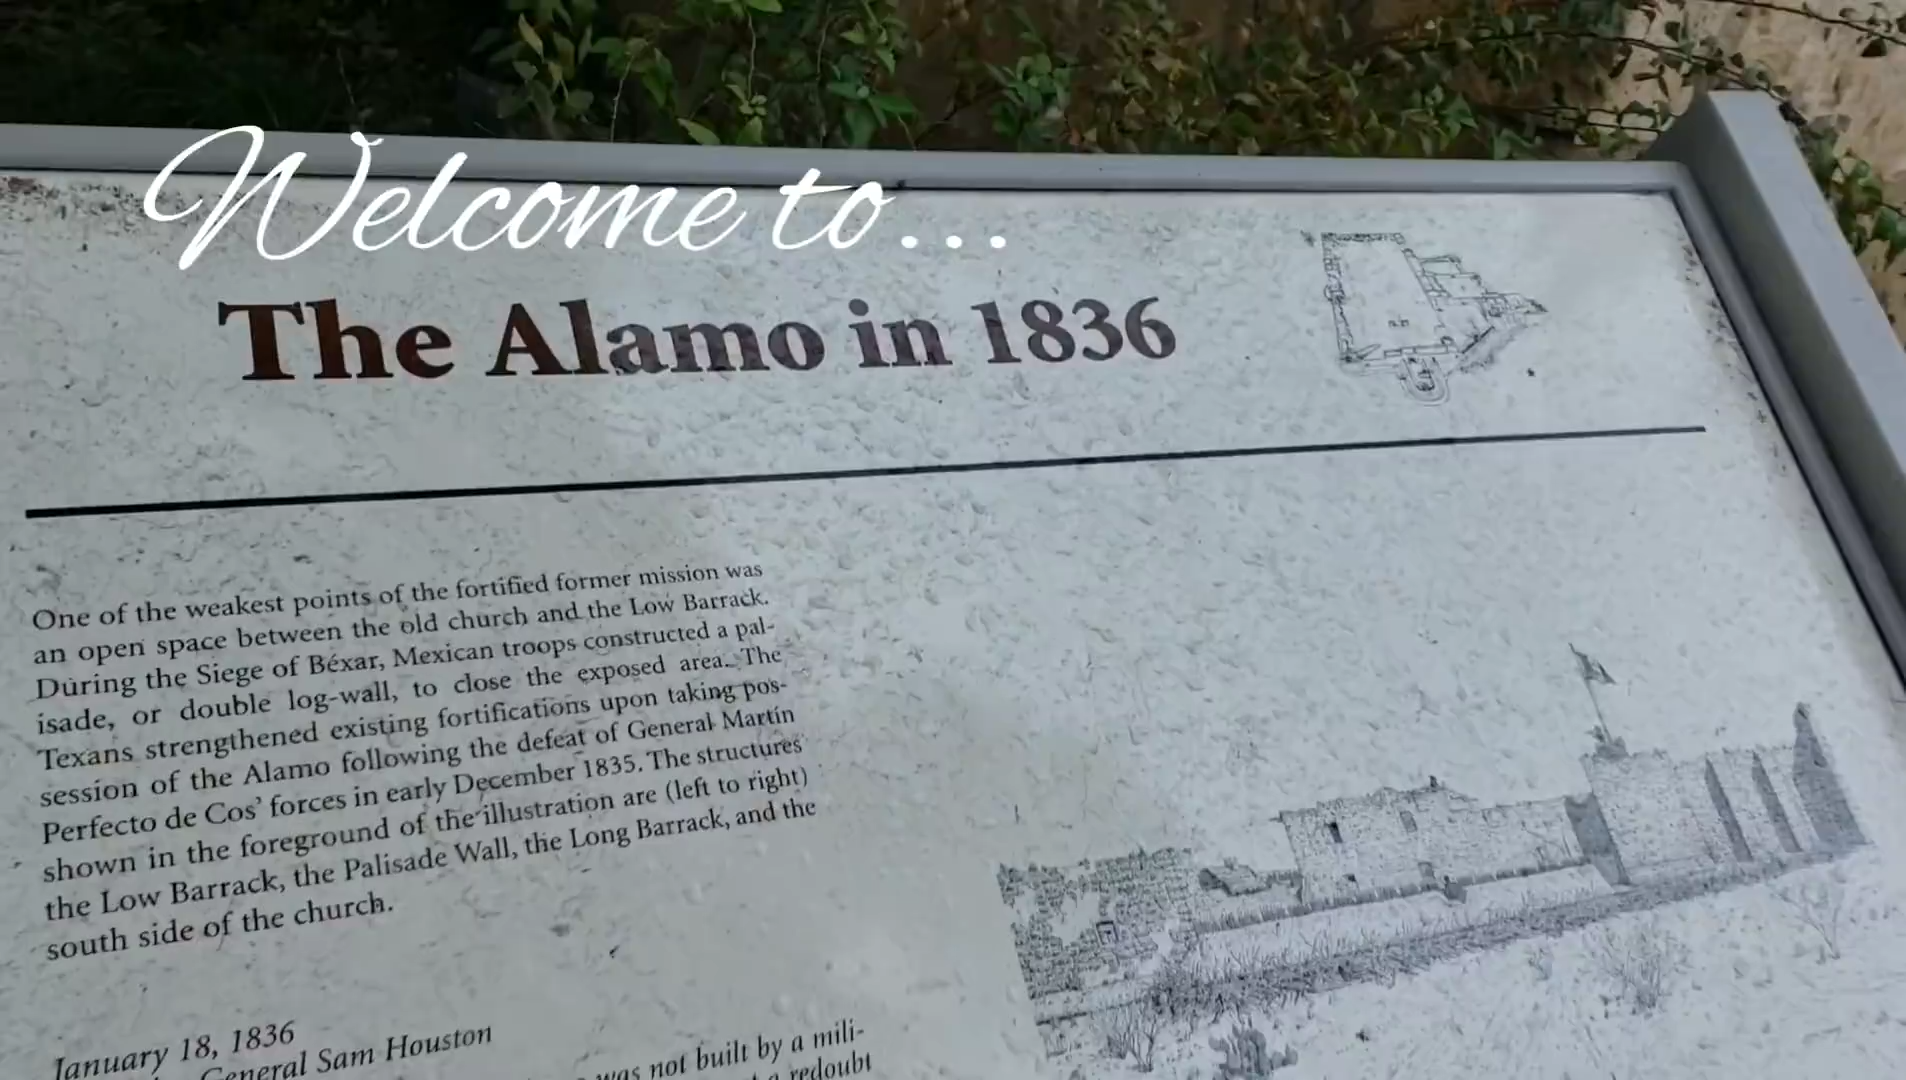 Welcome to...
The Alamo in 1836
One of the weakest points of the fortified former mission was
an open space between the old church and the Low Barrack.
During the Siege of Béxar, Mexican troops constructed a pal-
isade, or double log-wall, to close the exposed area. The
Texans strengthened existing fortifications upon taking pos-
session of the Alamo following the defeat of General Martín
Perfecto de Cos' forces in early December 1835. The structures
shown in the foreground of the illustration are (left to right)
the Low Barrack, the Palisade Wall, the Long Barrack, and the
south side of the church.
January 18, 1836
General Sam Houston
was not built by a mili-
redoubt